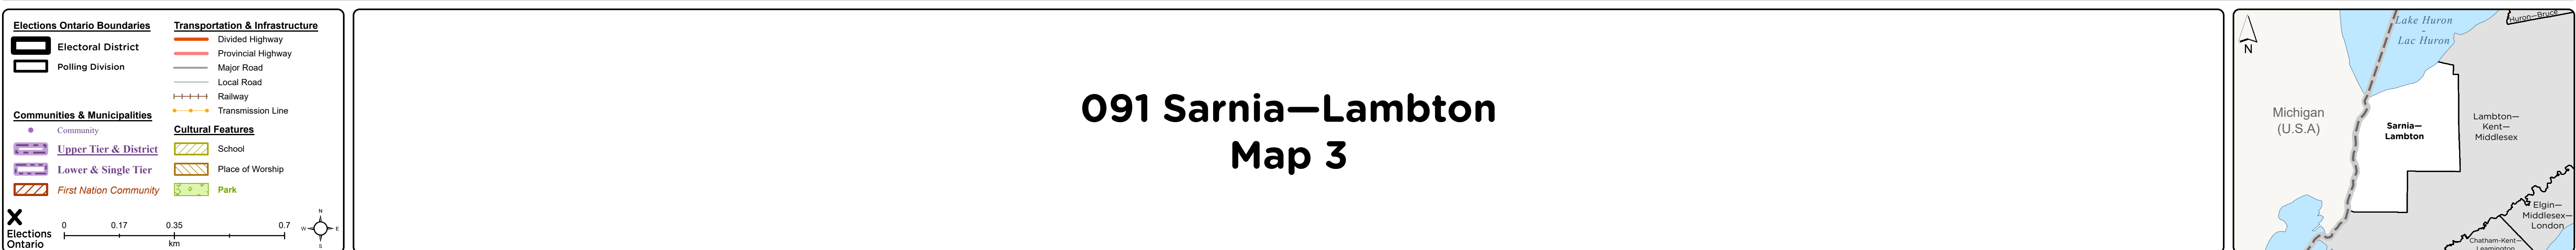 Elections Ontario Boundaries
Electoral District
Polling Division
Communities & Municipalities
Community
Upper Tier & District
Lower & Single Tier
First Nation Community
Transportation & Infrastructure
Divided Highway
Provincial Highway
Major Road
Local Road
Railway
Transmission Line
Cultural Features
School
Place of Worship
Park
Elections
Ontario
0 0.17 0.35 0.7
km
N
W E
S
091 Sarnia—Lambton
Map 3
N
Lake Huron
-
Lac Huron
Huron—Bruce
Michigan
(U.S.A)
Sarnia—
Lambton
Lambton—
Kent—
Middlesex
Elgin—
Middlesex—
London
Chatham-Kent—
Leamington